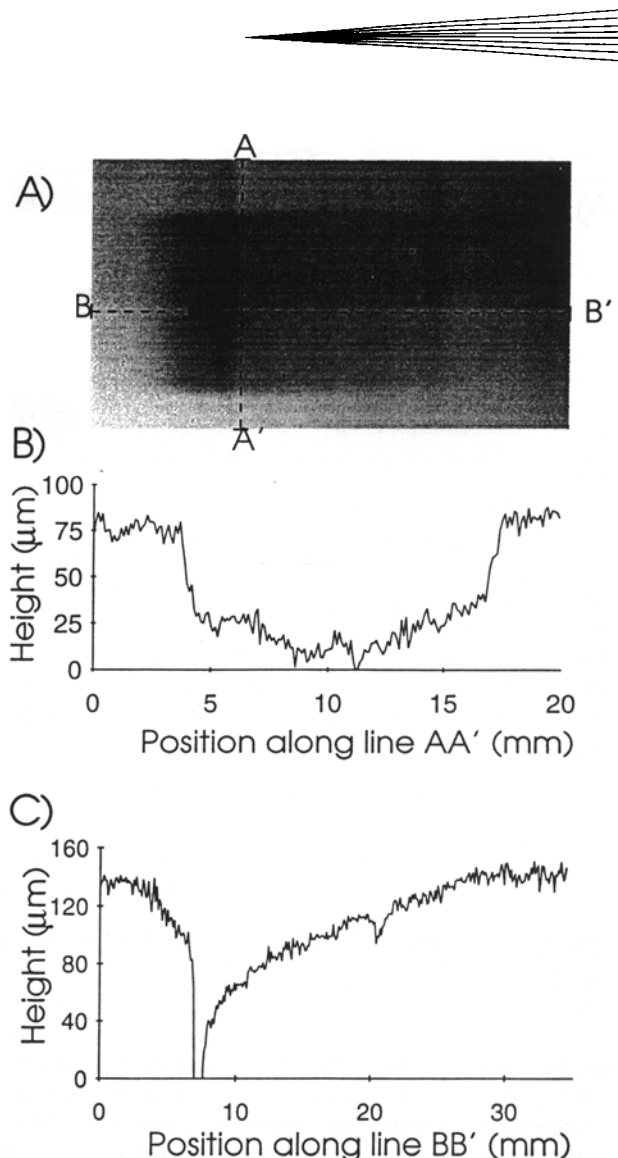 A
A)
B
B'
A'
B)
100
75
50
25
0
Height (μm)
0 5 10 15 20
Position along line AA' (mm)
C)
160
120
80
40
0
Height (μm)
0 10 20 30
Position along line BB' (mm)